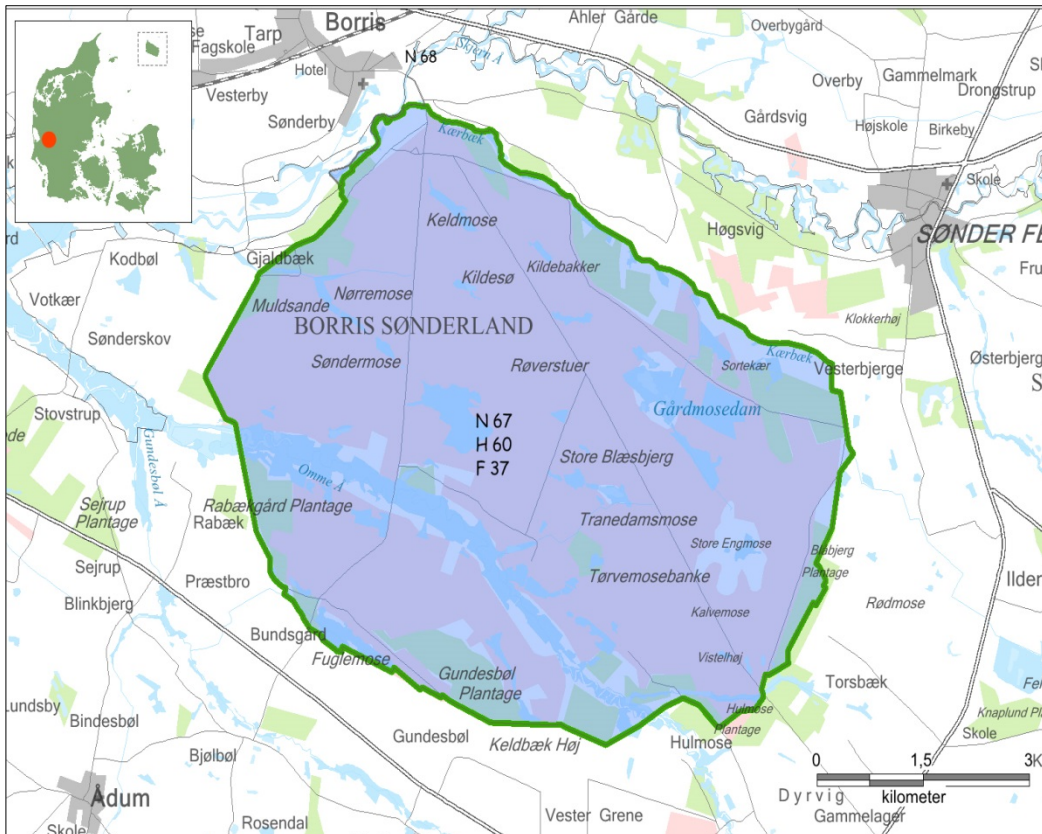 Ahler Gårde
Overbygård
Tarp
Borris
se
Fagskole
N 68
Skjern Å
Hotel
Vesterby
Sønderby
Overby
Gammelmark
Drongstrup
Gårdsvig
Højskole
Birkeby
Kærbæk
Skole
Keldmose
Høgsvig
SØNDER FE
Kodbøl
Gjaldbæk
Kildebakker
Kildesø
Fru
Votkær
Nørremose
Muldsande
Klokkerhøj
Sønderskov
BORRIS SØNDERLAND
Kærbæk
Østerbjerg
Søndermose
Røverstuer
Sortekær
Vesterbjerge
Stovstrup
Gårdmosedam
N 67
H 60
F 37
Gundesbøl Å
Store Blæsbjerg
Omme Å
Sejrup
Plantage
Rabækgård Plantage
Rabæk
Tranedamsmose
Store Engmose
Blåbjerg
Plantage
Sejrup
Præstbro
Tørvemosebanke
Ilder
Blinkbjerg
Rødmose
Kalvemose
Bundsgård
Fuglemose
Vistelhøj
Gundesbøl
Plantage
Torsbæk
Fel
Lundsby
Bindesbøl
Hulmose
Plantage
Knaplund Pl
Skole
Gundesbøl
Keldbæk Høj
Hulmose
Bjølbøl
0 1,5 3K
kilometer
Ådum
Dyrvig
Gammelager
Skole
Rosendal
Vester Grene